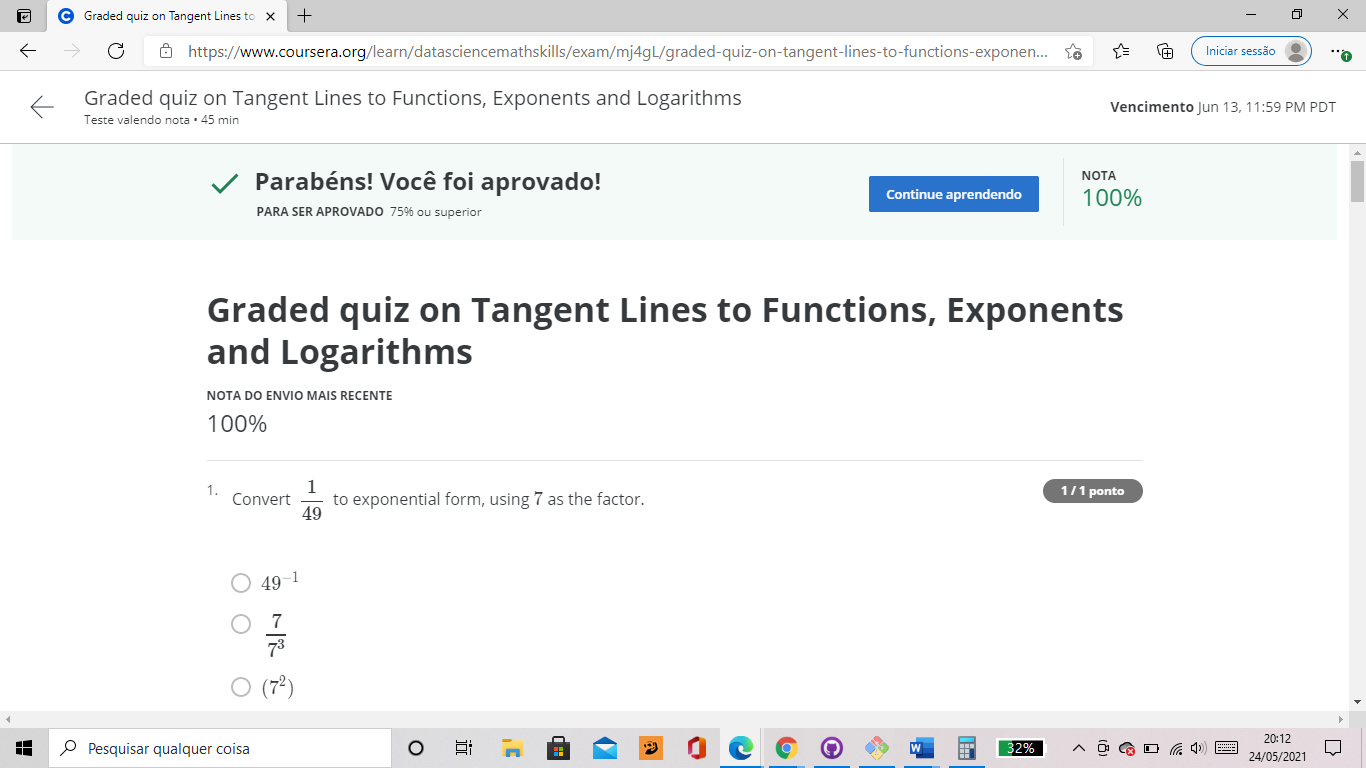 Graded quiz on Tangent Lines to
https://www.coursera.org/learn/datasciencemathskills/exam/mj4gL/graded-quiz-on-tangent-lines-to-functions-exponen...
Iniciar sessão
Graded quiz on Tangent Lines to Functions, Exponents and Logarithms
Teste valendo nota • 45 min
Vencimento Jun 13, 11:59 PM PDT
Parabéns! Você foi aprovado!
PARA SER APROVADO 75% ou superior
Continue aprendendo
NOTA
100%
Graded quiz on Tangent Lines to Functions, Exponents
and Logarithms
NOTA DO ENVIO MAIS RECENTE
100%
1. Convert 1/49 to exponential form, using 7 as the factor.
1 / 1 ponto
49⁻¹
7/7³
(7²)
Pesquisar qualquer coisa
32%
20:12
24/05/2021